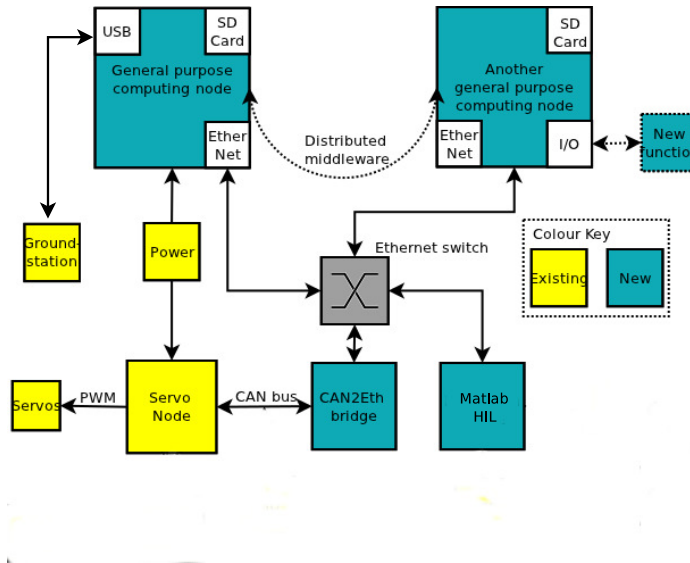 USB
SD
Card
General purpose
computing node
Ether
Net
Distributed
middleware
SD
Card
Another
general purpose
computing node
Ether
Net
I/O
New
function
Ground-
station
Power
Ethernet switch
Colour Key
Existing
New
Servos
PWM
Servo
Node
CAN bus
CAN2Eth
bridge
Matlab
HIL